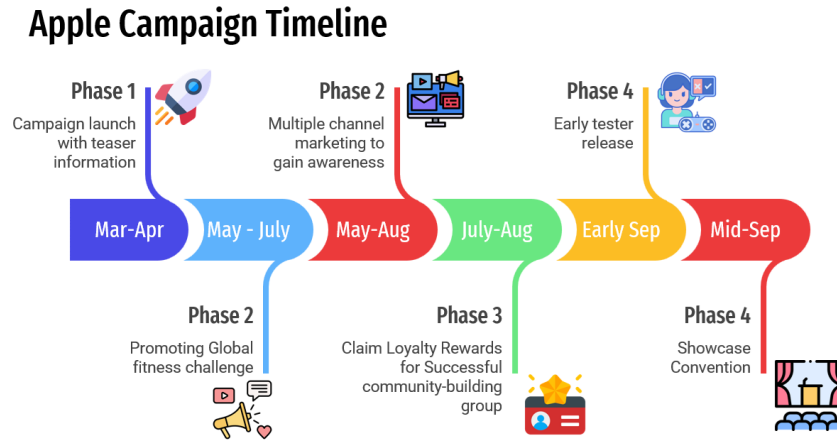 Apple Campaign Timeline
Phase 1
Campaign launch
with teaser
information
Phase 2
Multiple channel
marketing to
gain awareness
Phase 4
Early tester
release
Mar-Apr
May - July
May-Aug
July-Aug
Early Sep
Mid-Sep
Phase 2
Promoting Global
fitness challenge
Phase 3
Claim Loyalty Rewards
for Successful
community-building
group
Phase 4
Showcase
Convention